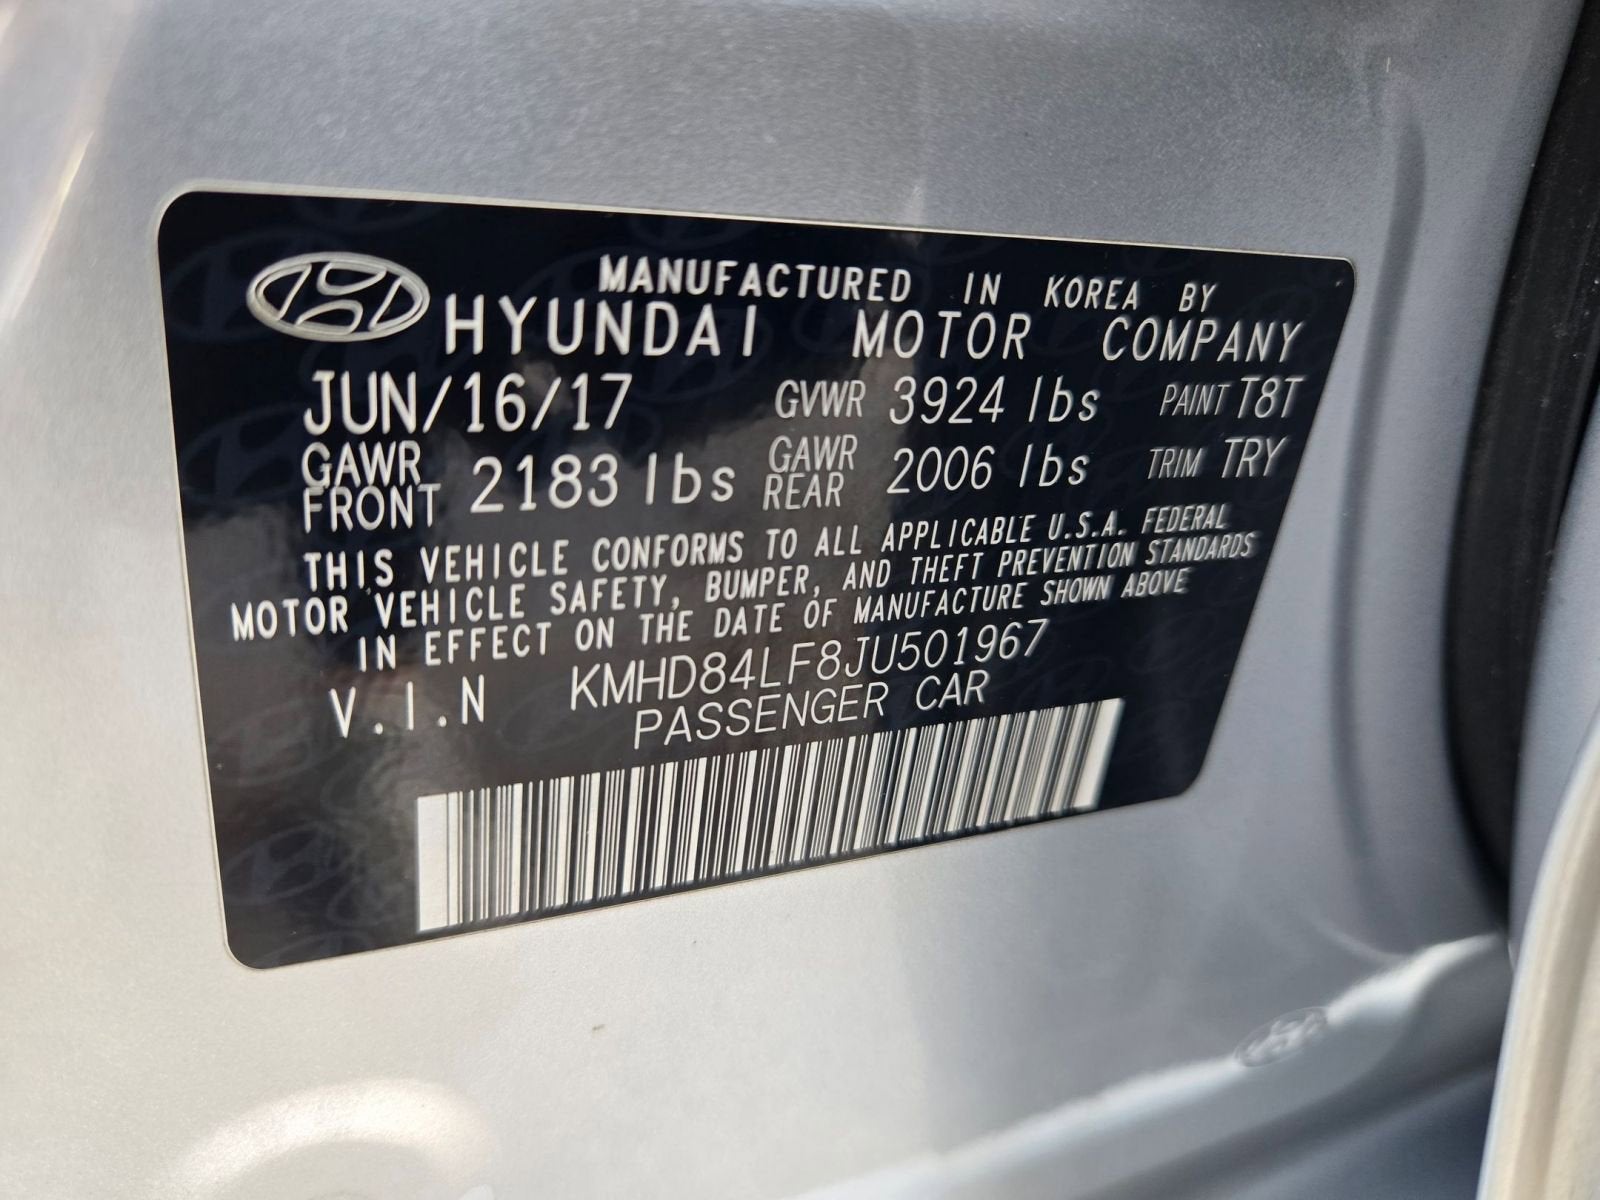 MANUFACTURED IN KOREA BY
HYUNDAI MOTOR COMPANY
JUN/16/17 GVWR 3924 lbs PAINT T8T
GAWR FRONT 2183 lbs GAWR REAR 2006 lbs TRIM TRY
THIS VEHICLE CONFORMS TO ALL APPLICABLE U.S.A. FEDERAL
MOTOR VEHICLE SAFETY, BUMPER, AND THEFT PREVENTION STANDARDS
IN EFFECT ON THE DATE OF MANUFACTURE SHOWN ABOVE
V.I.N KMHD84LF8JU501967
PASSENGER CAR